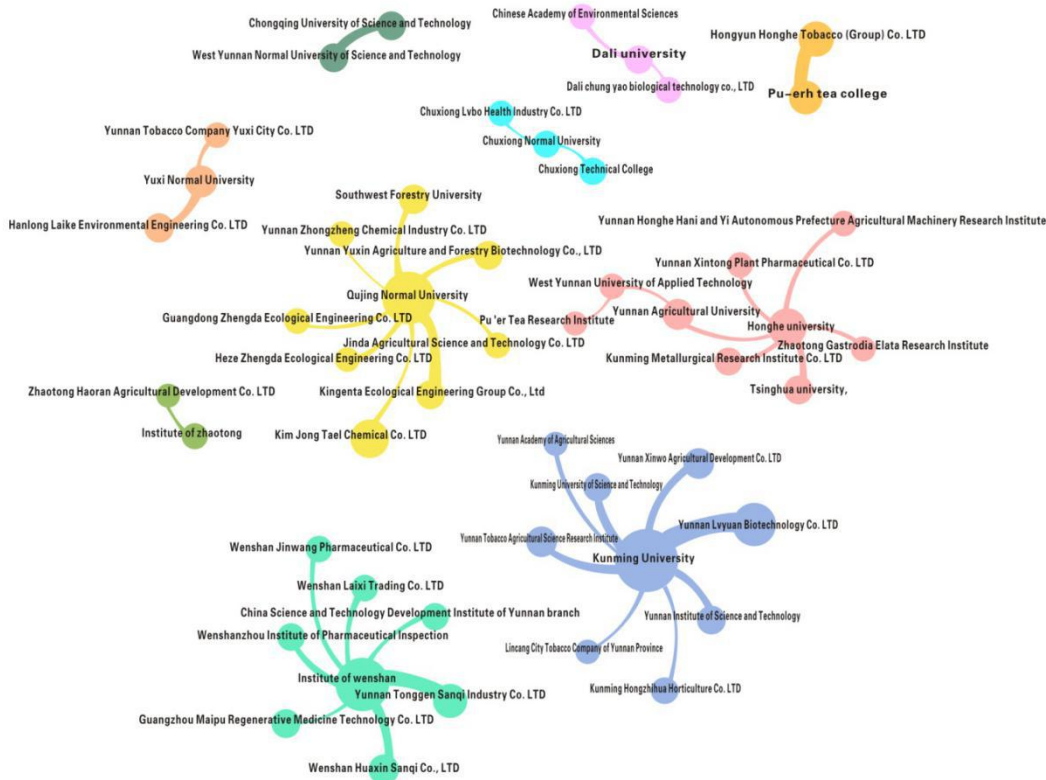 Chongqing University of Science and Technology
West Yunnan Normal University of Science and Technology
Chinese Academy of Environmental Sciences
Dali university
Dali chung yao biological technology co., LTD
Hongyun Honghe Tobacco (Group) Co. LTD
Pu-erh tea college
Chuxiong Lvbo Health Industry Co. LTD
Chuxiong Normal University
Chuxiong Technical College
Yunnan Tobacco Company Yuxi City Co. LTD
Yuxi Normal University
Hanlong Laike Environmental Engineering Co. LTD
Southwest Forestry University
Yunnan Zhongzheng Chemical Industry Co. LTD
Yunnan Yuxin Agriculture and Forestry Biotechnology Co., LTD
Qujing Normal University
Guangdong Zhengda Ecological Engineering Co. LTD
Jinda Agricultural Science and Technology Co. LTD
Heze Zhengda Ecological Engineering Co. LTD
Kingenta Ecological Engineering Group Co., Ltd
Kim Jong Tael Chemical Co. LTD
Yunnan Honghe Hani and Yi Autonomous Prefecture Agricultural Machinery Research Institute
Yunnan Xintong Plant Pharmaceutical Co. LTD
West Yunnan University of Applied Technology
Yunnan Agricultural University
Pu 'er Tea Research Institute
Honghe university
Zhaotong Gastrodia Elata Research Institute
Kunming Metallurgical Research Institute Co. LTD
Tsinghua university,
Zhaotong Haoran Agricultural Development Co. LTD
Institute of zhaotong
Yunnan Academy of Agricultural Sciences
Yunnan Xinwo Agricultural Development Co. LTD
Kunming University of Science and Technology
Yunnan Lvyuan Biotechnology Co. LTD
Yunnan Tobacco Agricultural Science Research Institute
Kunming University
Yunnan Institute of Science and Technology
Lincang City Tobacco Company of Yunnan Province
Kunming Hongzhihua Horticulture Co. LTD
Wenshan Jinwang Pharmaceutical Co. LTD
Wenshan Laixi Trading Co. LTD
China Science and Technology Development Institute of Yunnan branch
Wenshanzhou Institute of Pharmaceutical Inspection
Institute of wenshan
Yunnan Tonggen Sanqi Industry Co. LTD
Guangzhou Maipu Regenerative Medicine Technology Co. LTD
Wenshan Huaxin Sanqi Co., LTD